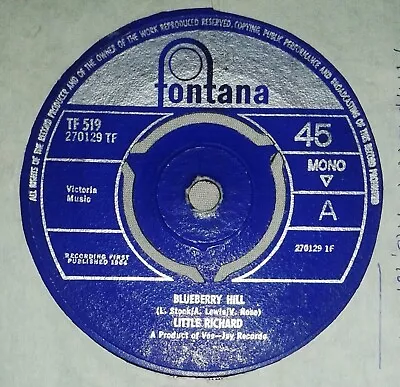 ALL RIGHTS OF THE RECORD PRODUCER AND OF THE OWNER OF THE WORK REPRODUCED RESERVED. COPYING, PUBLIC PERFORMANCE AND BROADCASTING OF THIS RECORD PROHIBITED
fontana
TF 519
270129 TF
45
MONO
A
Victoria
Music
270129 1F
RECORDING FIRST
PUBLISHED 1964
BLUEBERRY HILL
(L. Stock/A. Lewis/V. Rose)
LITTLE RICHARD
A Product of Vee-Jay Records